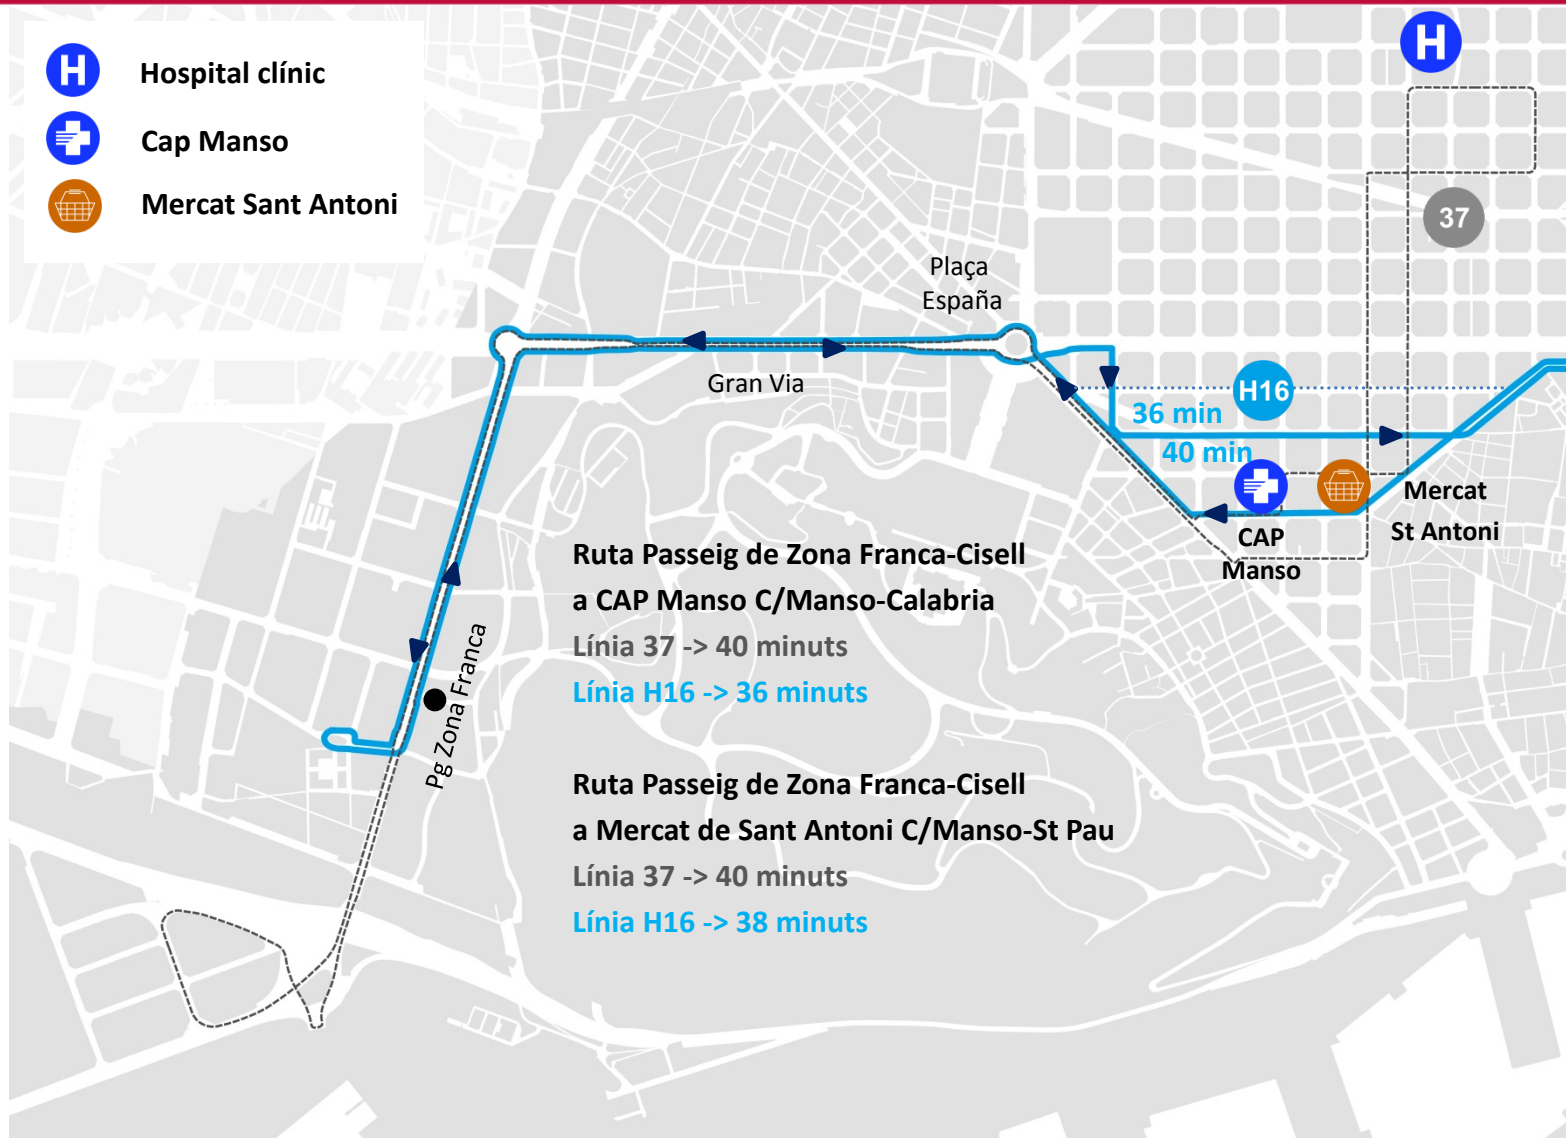 H
Hospital clínic
Cap Manso
Mercat Sant Antoni
H
37
Plaça
España
Gran Via
H16
36 min
40 min
Mercat
St Antoni
CAP
Manso
Pg Zona Franca
Ruta Passeig de Zona Franca-Cisell
a CAP Manso C/Manso-Calabria
Línia 37 -> 40 minuts
Línia H16 -> 36 minuts
Ruta Passeig de Zona Franca-Cisell
a Mercat de Sant Antoni C/Manso-St Pau
Línia 37 -> 40 minuts
Línia H16 -> 38 minuts